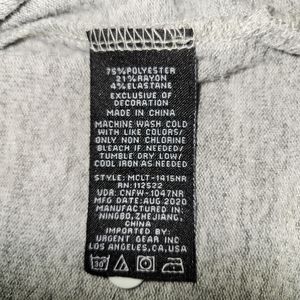 75%POLYESTER
21%RAYON
4%ELASTANE
EXCLUSIVE OF
DECORATION
MADE IN CHINA
MACHINE WASH COLD
WITH LIKE COLORS/
ONLY NON CHLORINE
BLEACH IF NEEDED/
TUMBLE DRY LOW/
COOL IRON AS NEEDED
STYLE: MCLT-1415NR
RN: 112522
VDR: CNFW-1047NR
MFG DATE: AUG.2020
MANUFACTURED IN:
NINGBO, ZHEJIANG,
CHINA
IMPORTED BY:
URGENT GEAR INC
LOS ANGELES, CA, USA
30